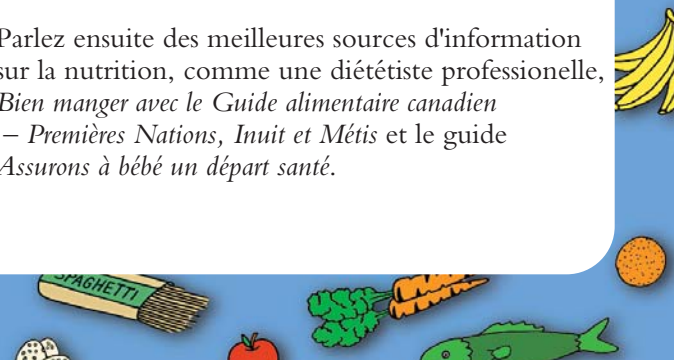 Parlez ensuite des meilleures sources d'information
sur la nutrition, comme une diététiste professionelle,
Bien manger avec le Guide alimentaire canadien
– Premières Nations, Inuit et Métis et le guide
Assurons à bébé un départ santé.
SPAGHETTI